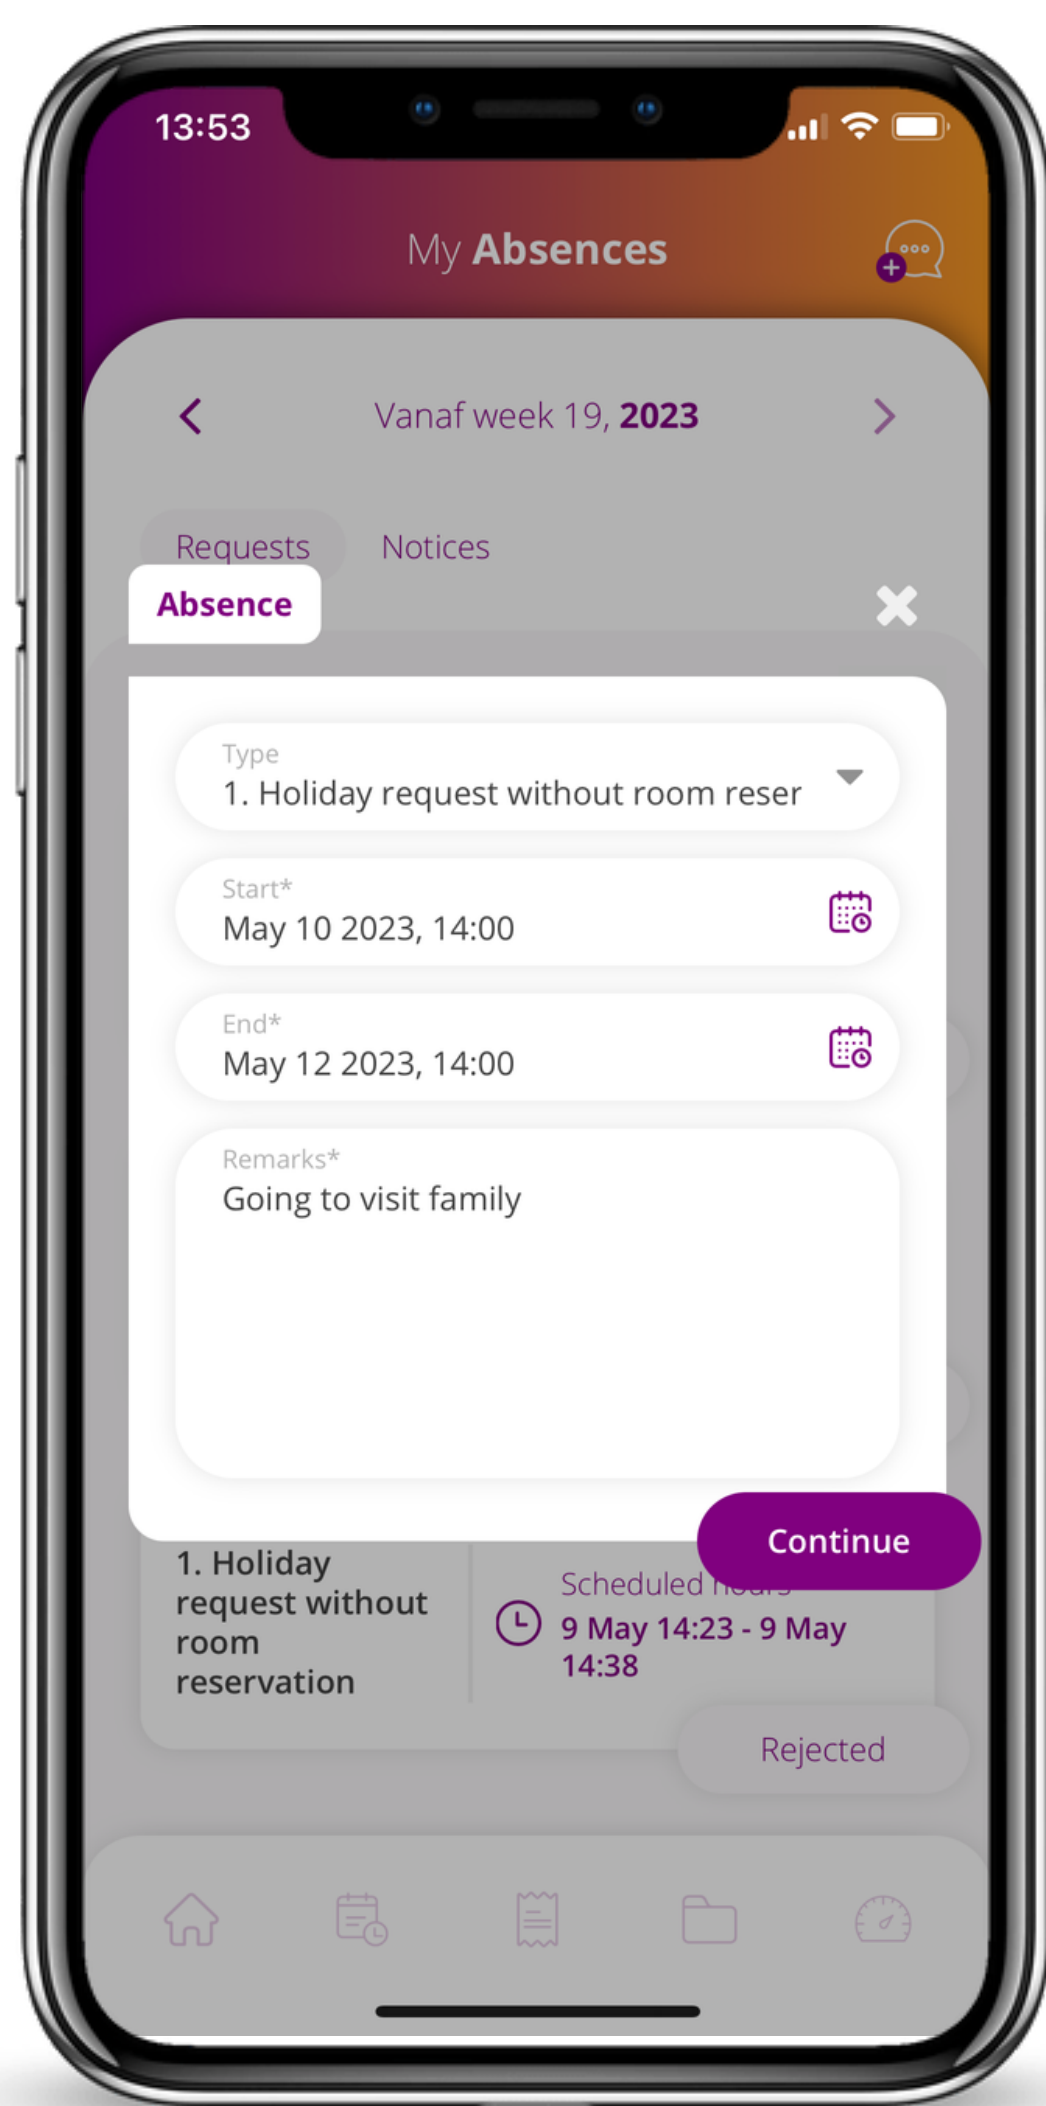 13:53
My Absences
Vanaf week 19, 2023
Requests Notices
Absence
Type
1. Holiday request without room reser
Start*
May 10 2023, 14:00
End*
May 12 2023, 14:00
Remarks*
Going to visit family
Continue
1. Holiday
request without
room
reservation
Scheduled hours
9 May 14:23 - 9 May
14:38
Rejected